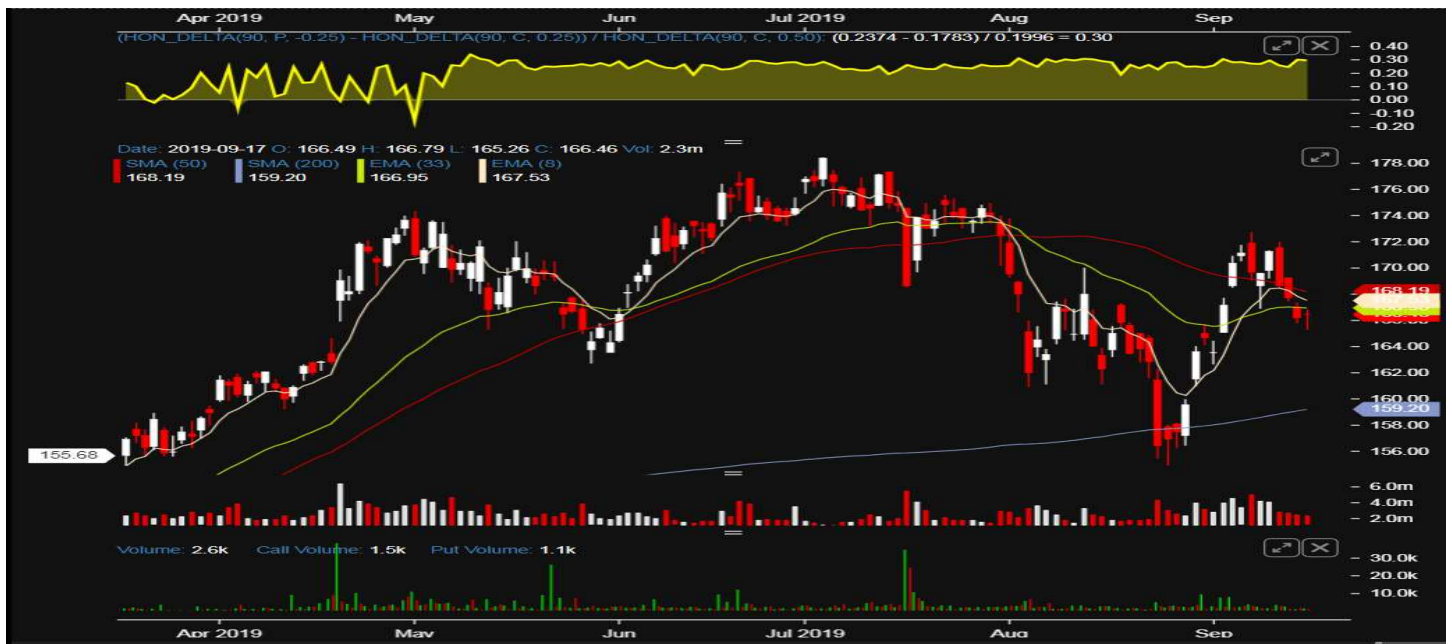 Apr 2019 May Jun Jul 2019 Aug Sep
(HON_DELTA(90, P, -0.25) - HON_DELTA(90, C, 0.25)) / HON_DELTA(90, C, 0.50): (0.2374 - 0.1783) / 0.1996 = 0.30
0.40
0.30
0.20
0.10
0.00
-0.10
-0.20
Date: 2019-09-17 O: 166.49 H: 166.79 L: 165.26 C: 166.46 Vol: 2.3m
SMA (50) SMA (200) EMA (33) EMA (8)
168.19 159.20 166.95 167.53
178.00
176.00
174.00
172.00
170.00
168.19
167.53
164.00
162.00
160.00
159.20
158.00
156.00
155.68
6.0m
4.0m
2.0m
Volume: 2.6k Call Volume: 1.5k Put Volume: 1.1k
30.0k
20.0k
10.0k
Apr 2019 May Jun Jul 2019 Aug Sep